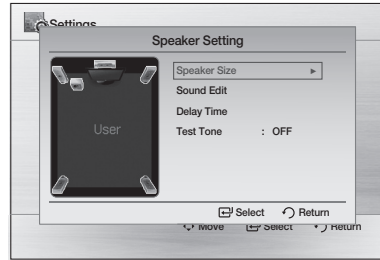 Settings
Speaker Setting
Speaker Size ►
Sound Edit
Delay Time
Test Tone : OFF
User
Select Return
Move Select Return